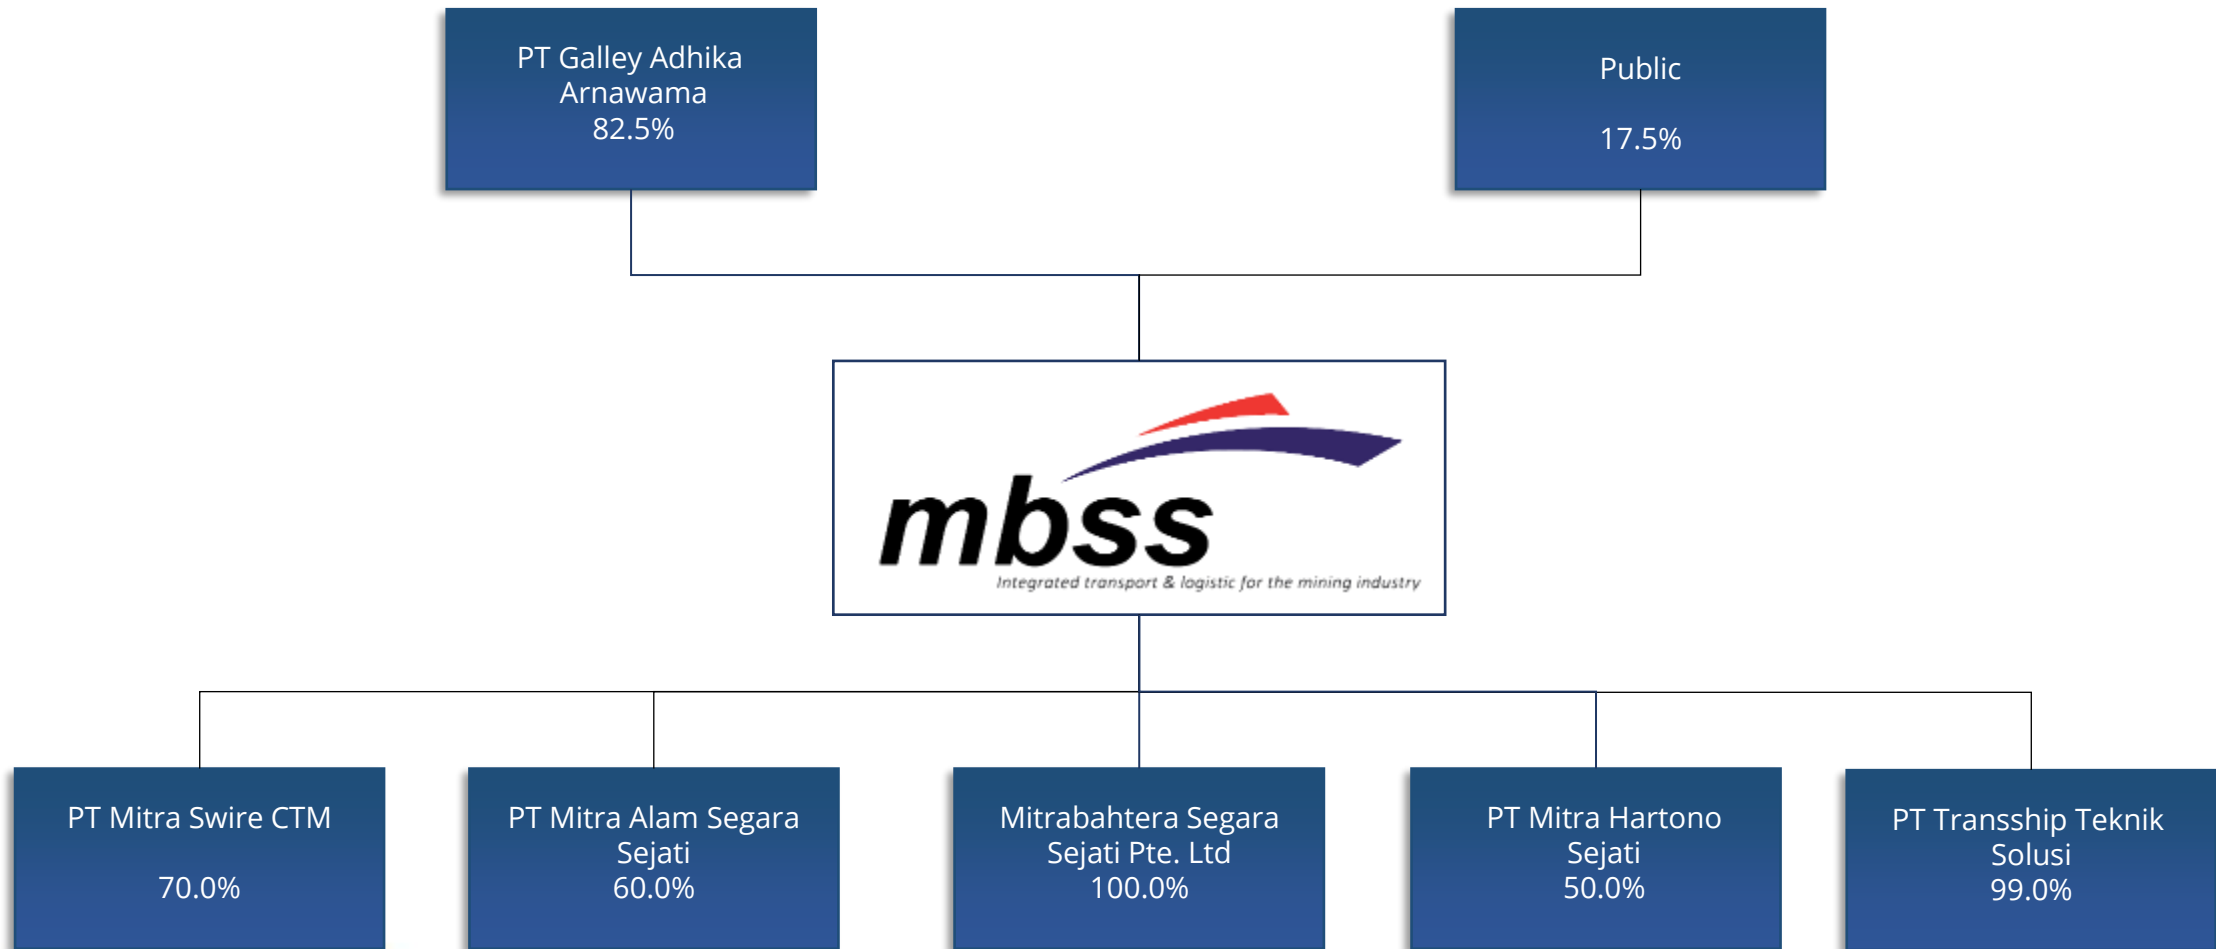 PT Galley Adhika
Arnawama
82.5%
Public
17.5%
mbss
Integrated transport & logistic for the mining industry
PT Mitra Swire CTM
70.0%
PT Mitra Alam Segara
Sejati
60.0%
Mitrabahtera Segara
Sejati Pte. Ltd
100.0%
PT Mitra Hartono
Sejati
50.0%
PT Transship Teknik
Solusi
99.0%